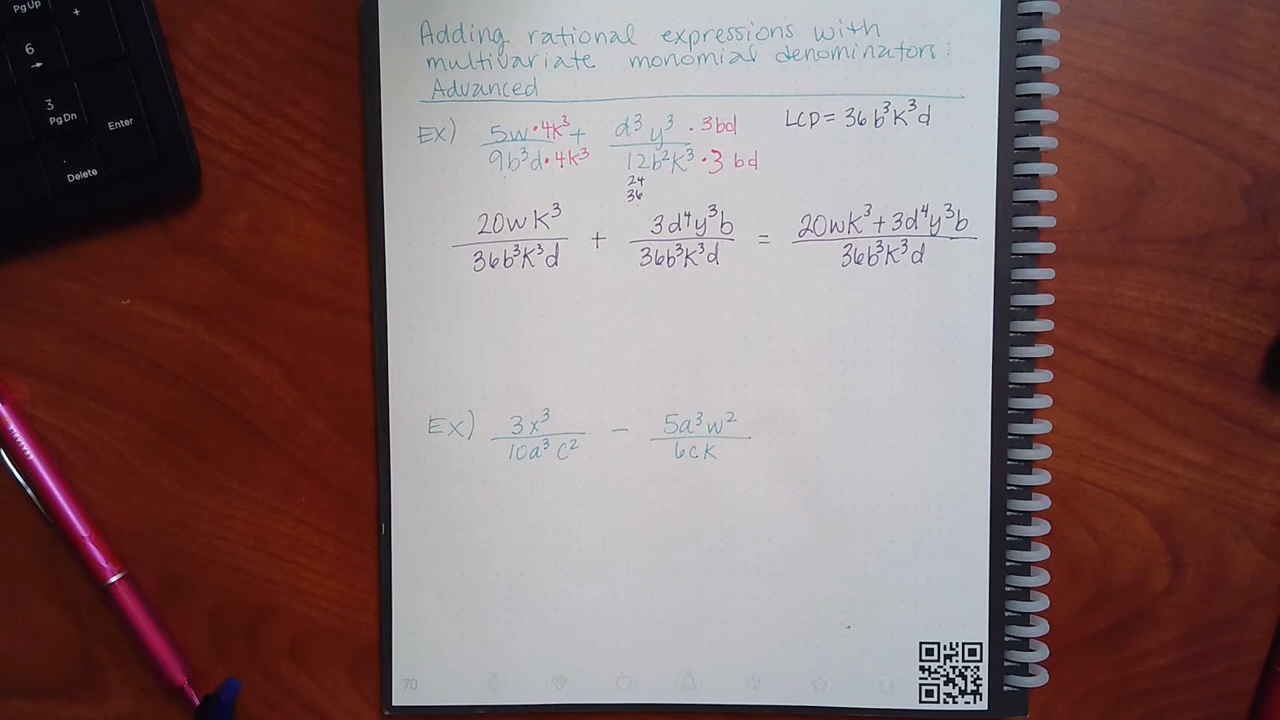 PgUp
+
6
→
3
PgDn
Enter
.
Delete
Adding rational expressions with
multivariate monomial denominators:
Advanced
EX) 5w·4k³/9b³d·4k³ + d³y³·3bd/12b²k³·3bd LCD = 36b³k³d
24
36
20wk³/36b³k³d + 3d⁴y³b/36b³k³d = 20wk³+3d⁴y³b/36b³k³d
EX) 3x³/10a³c² − 5a³w²/6ck
70